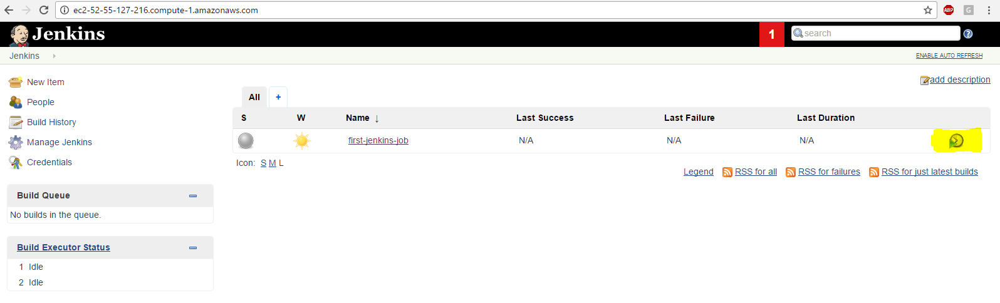 ec2-52-55-127-216.compute-1.amazonaws.com
ABP
G
Jenkins
1
search
?
Jenkins
ENABLE AUTO REFRESH
New Item
People
Build History
Manage Jenkins
Credentials
add description
All +
S W Name ↓ Last Success Last Failure Last Duration
first-jenkins-job N/A N/A N/A
Icon: S M L
Legend RSS for all RSS for failures RSS for just latest builds
Build Queue
No builds in the queue.
Build Executor Status
1 Idle
2 Idle